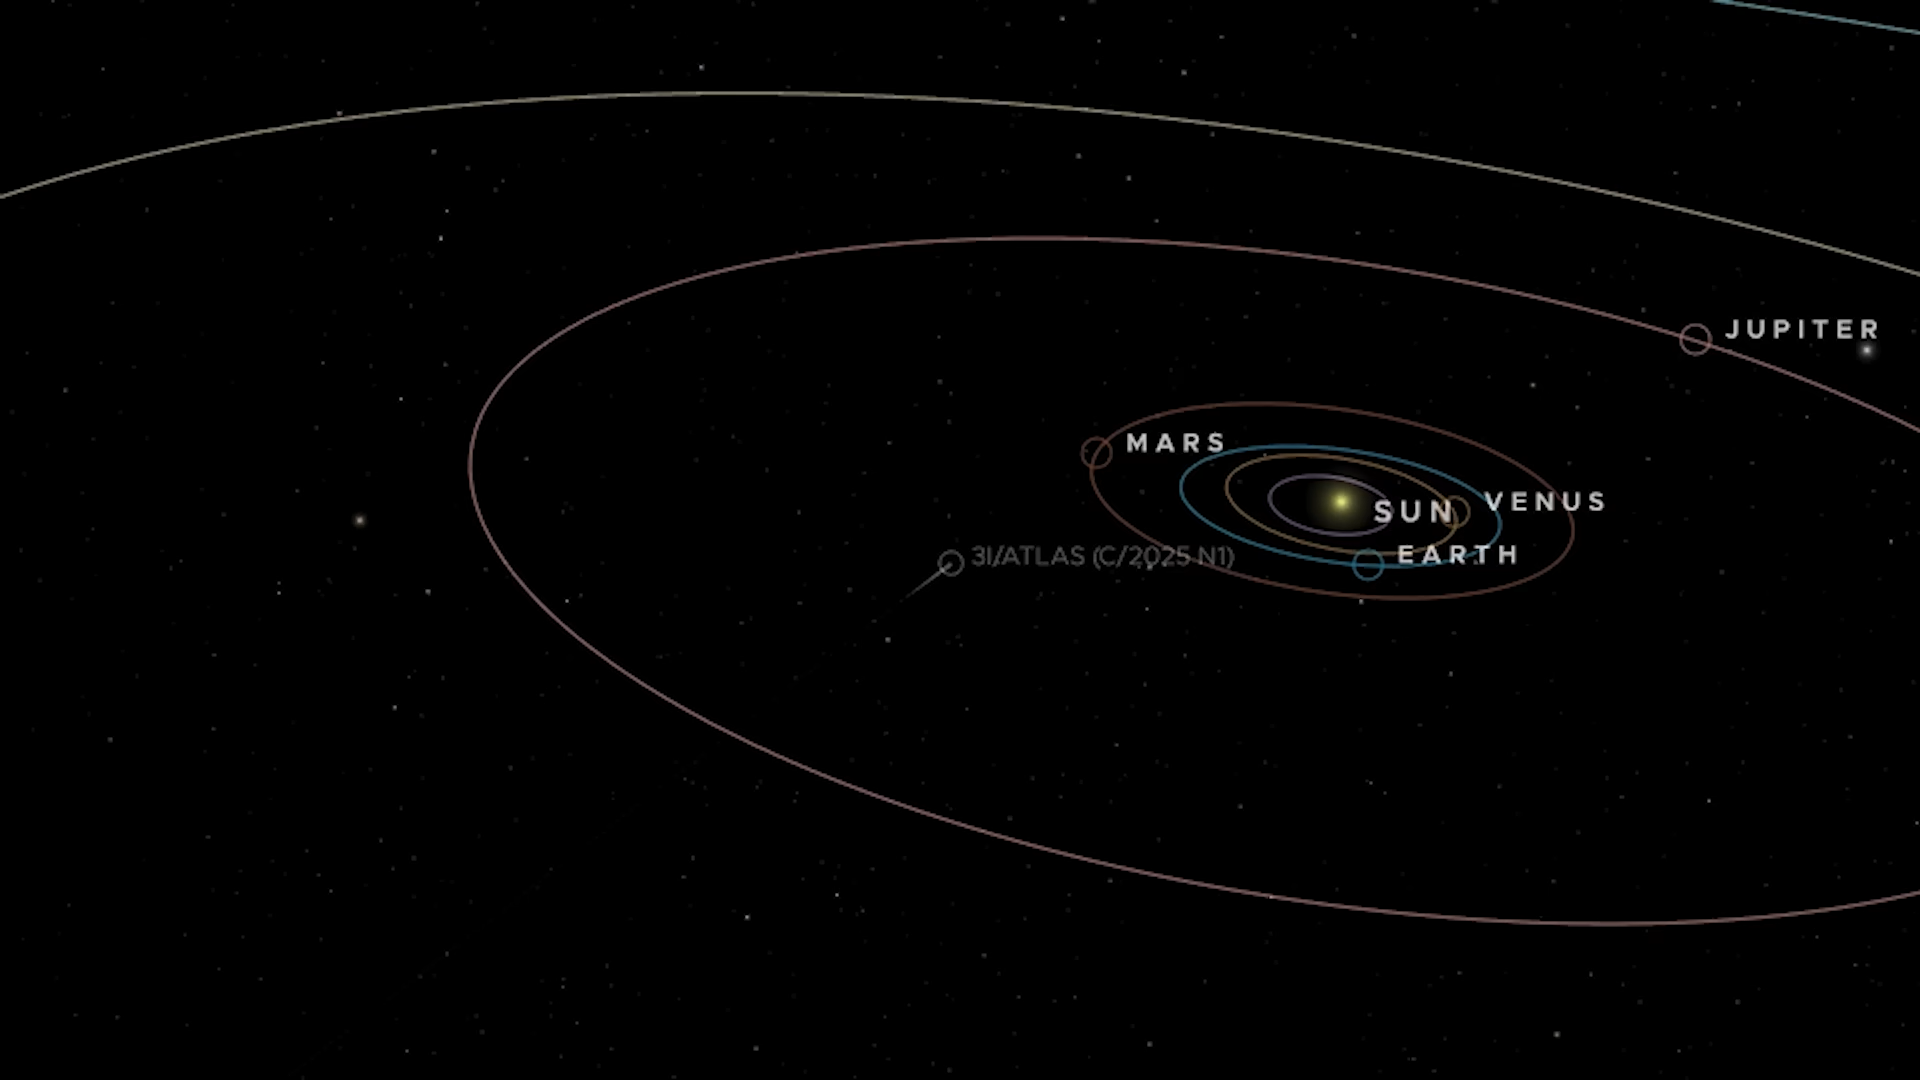 JUPITER
MARS
VENUS
SUN
EARTH
3I/ATLAS (C/2025 N1)